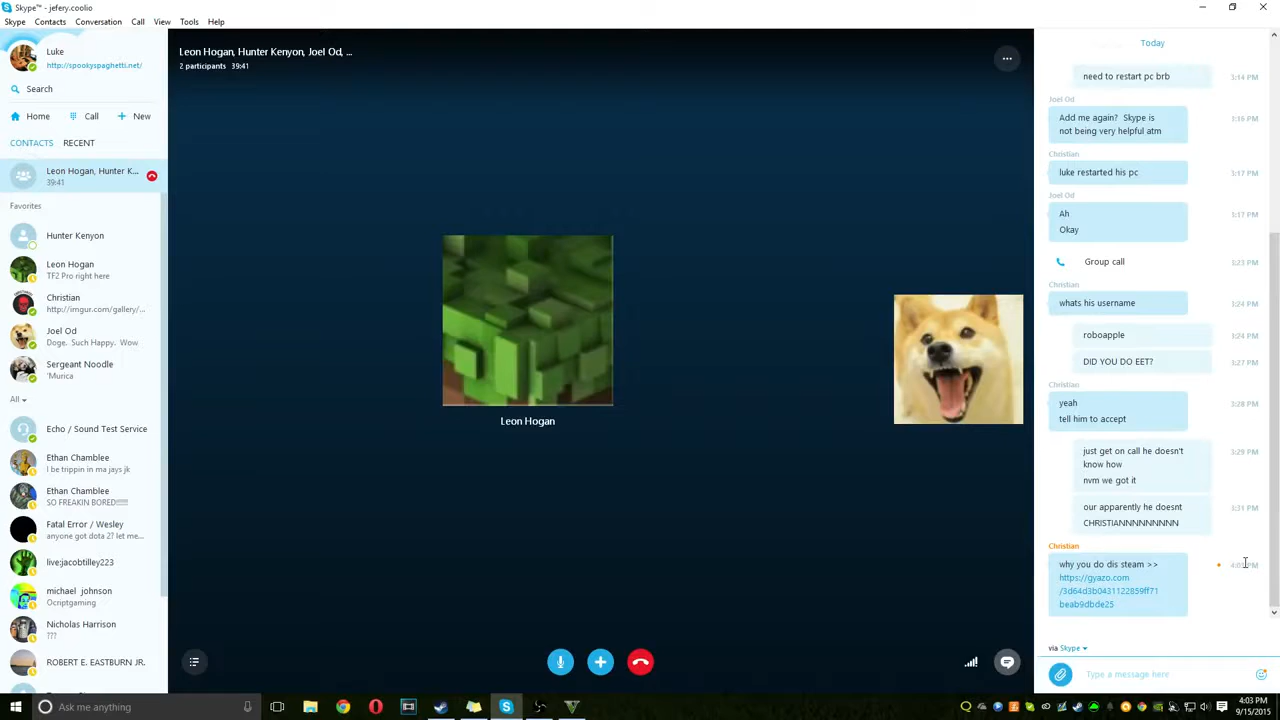 Skype™ - jefery.coolio
Skype Contacts Conversation Call View Tools Help
Luke
http://spookyspaghetti.net/
Search
Home Call New
CONTACTS RECENT
Leon Hogan, Hunter K...
39:41
Favorites
Hunter Kenyon
Leon Hogan
TF2 Pro right here
Christian
http://imgur.com/gallery/...
Joel Od
Doge. Such Happy. Wow
Sergeant Noodle
'Murica
All
Echo / Sound Test Service
Ethan Chamblee
I be trippin in ma jays jk
Ethan Chamblee
SO FREAKIN BORED!!!!!!!
Fatal Error / Wesley
anyone got dota 2? let me...
live:jacobtilley223
michael johnson
Ocnptgaming
Nicholas Harrison
???
ROBERT E. EASTBURN JR.
Leon Hogan, Hunter Kenyon, Joel Od, ...
2 participants 39:41
Leon Hogan
Today
need to restart pc brb 3:14 PM
Joel Od
Add me again? Skype is 3:16 PM
not being very helpful atm
Christian
luke restarted his pc 3:17 PM
Joel Od
Ah 3:17 PM
Okay
Group call 3:23 PM
Christian
whats his username 3:24 PM
roboapple 3:24 PM
DID YOU DO EET? 3:27 PM
Christian
yeah 3:28 PM
tell him to accept
just get on call he doesn't 3:29 PM
know how
nvm we got it
our apparently he doesnt 3:31 PM
CHRISTIANNNNNNNNN
Christian
why you do dis steam >>
https://gyazo.com
/3d64d3b0431122859ff71
beab9dbde25
via Skype
Type a message here
Ask me anything
4:03 PM
9/15/2015